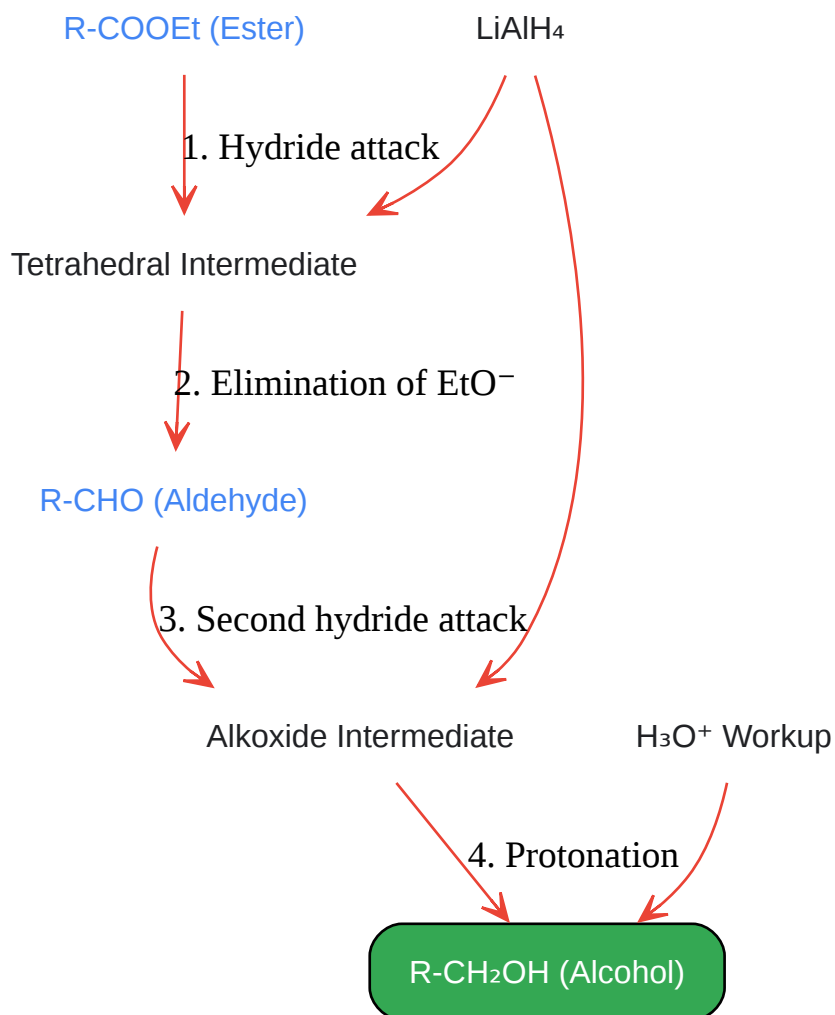 R-COOEt (Ester)
LiAlH₄
1. Hydride attack
Tetrahedral Intermediate
2. Elimination of EtO⁻
R-CHO (Aldehyde)
3. Second hydride attack
Alkoxide Intermediate
H₃O⁺ Workup
4. Protonation
R-CH₂OH (Alcohol)